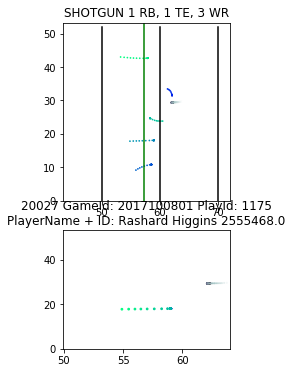 SHOTGUN 1 RB, 1 TE, 3 WR
50
40
30
20
10
0
50 60 70
20027 GameId: 2017100801 PlayId: 1175
PlayerName + ID: Rashard Higgins 2555468.0
40
20
0
50 55 60